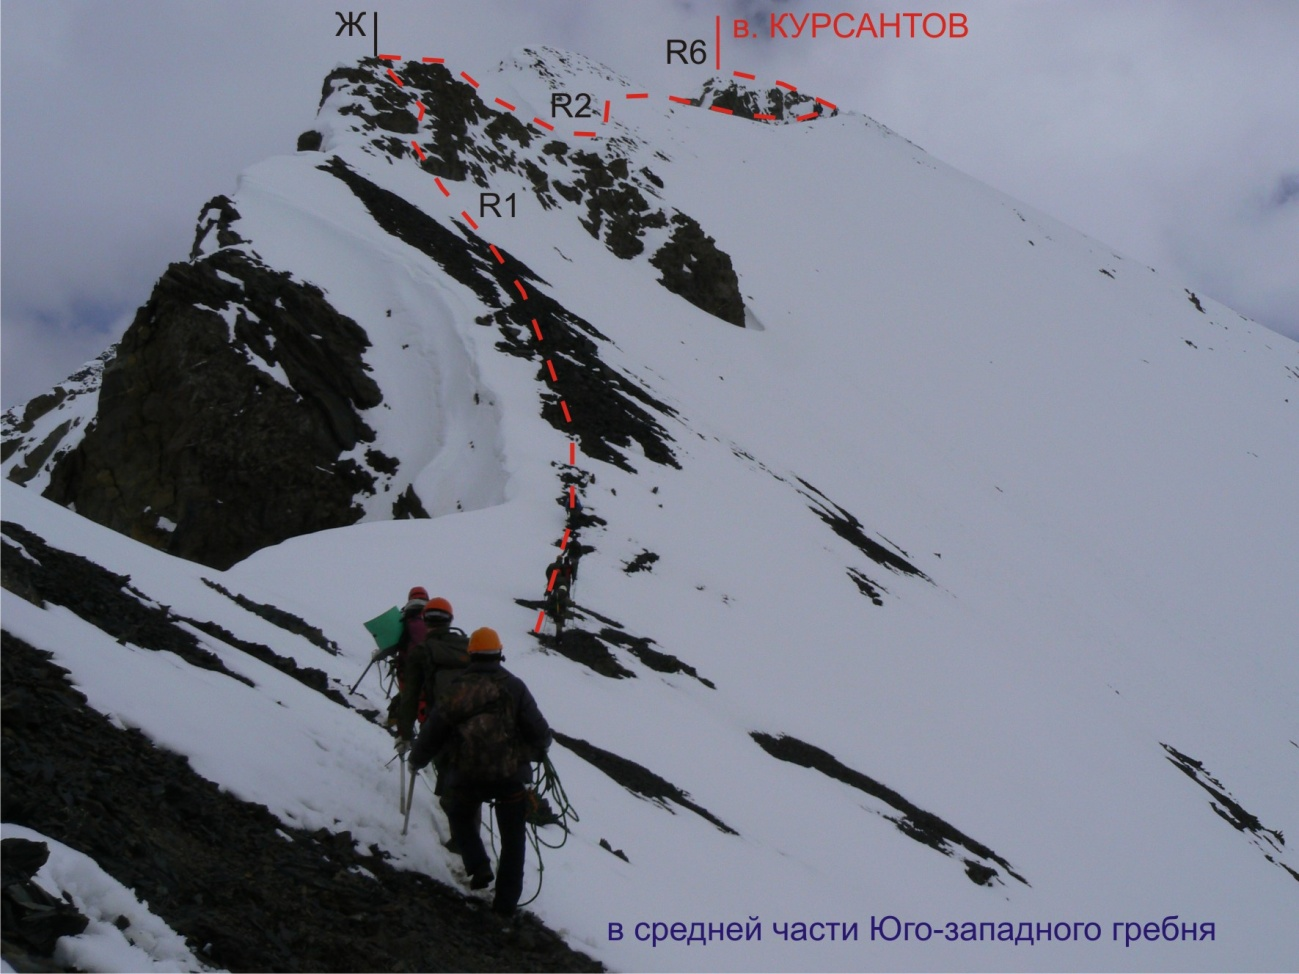 Ж
R6
в. КУРСАНТОВ
R2
R1
в средней части Юго-западного гребня